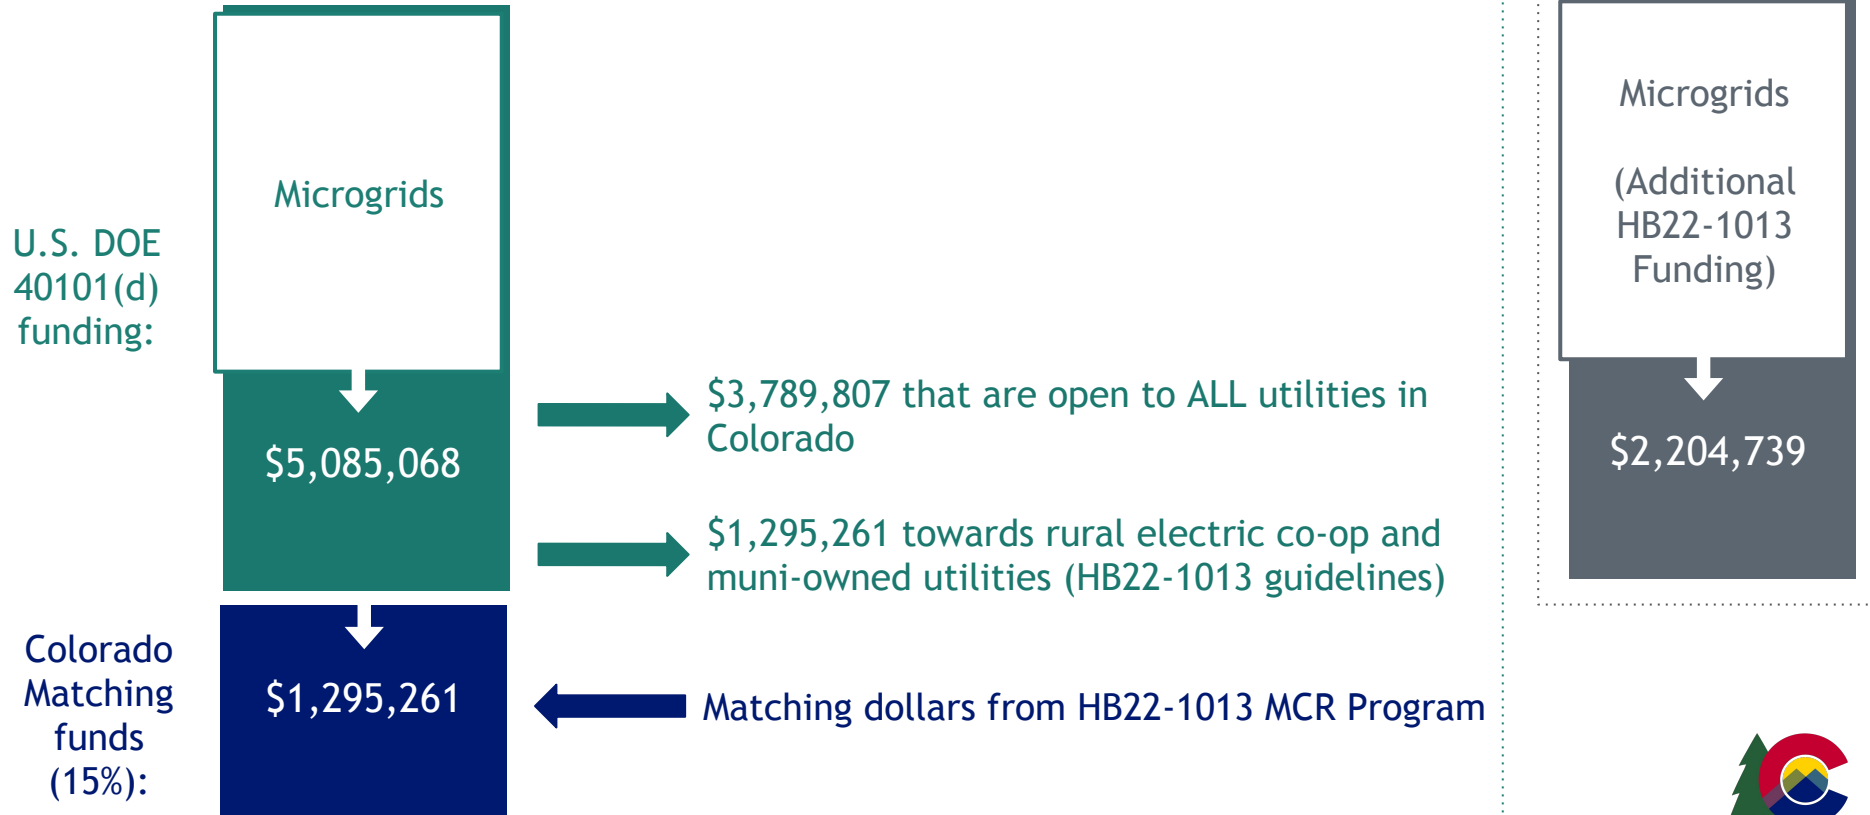 U.S. DOE
40101(d)
funding:
Microgrids
$5,085,068
$3,789,807 that are open to ALL utilities in
Colorado
$1,295,261 towards rural electric co-op and
muni-owned utilities (HB22-1013 guidelines)
Colorado
Matching
funds
(15%):
$1,295,261
Matching dollars from HB22-1013 MCR Program
Microgrids
(Additional
HB22-1013
Funding)
$2,204,739